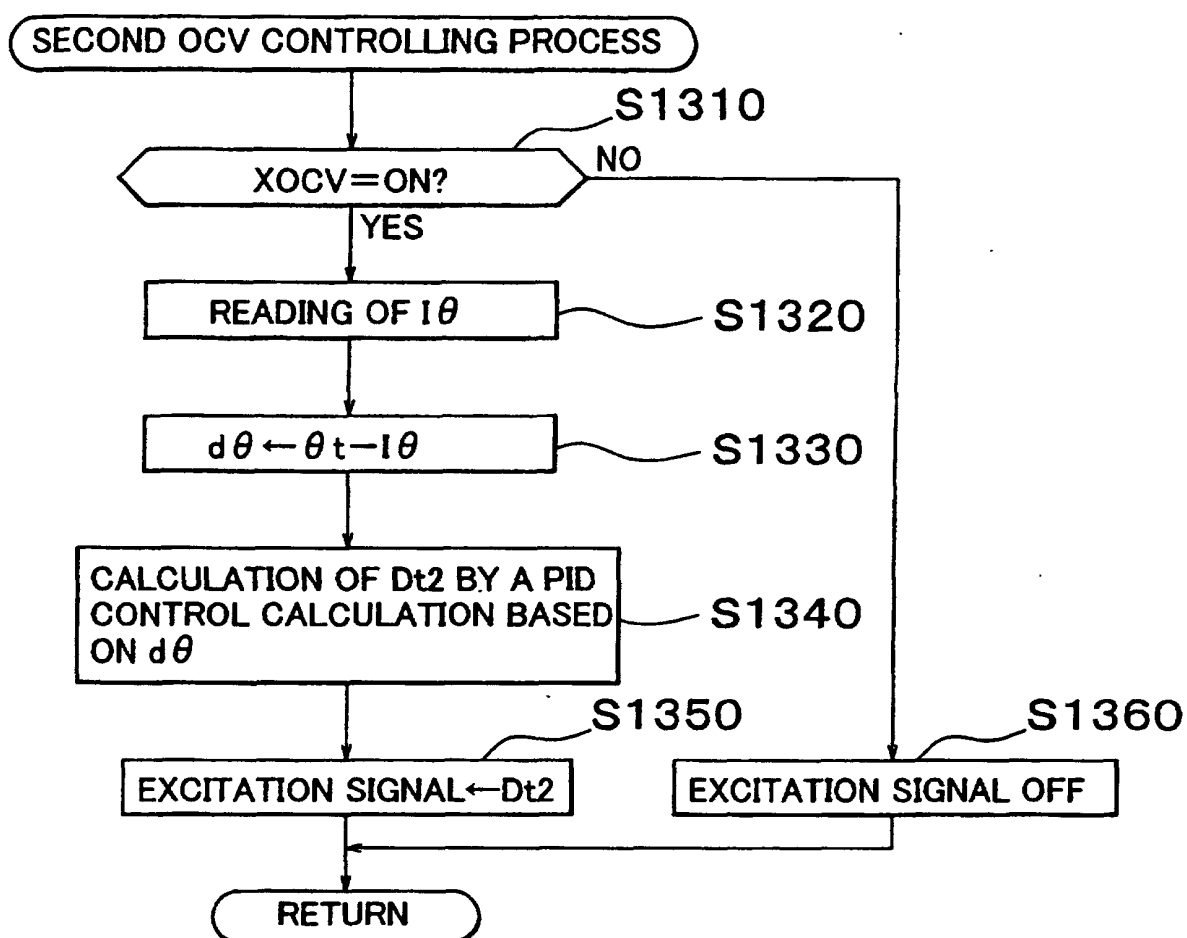 SECOND OCV CONTROLLING PROCESS
S1310
XOCV=ON?
NO
YES
READING OF Iθ
S1320
dθ←θt−Iθ
S1330
CALCULATION OF Dt2 BY A PID
CONTROL CALCULATION BASED
ON dθ
S1340
S1350
EXCITATION SIGNAL←Dt2
S1360
EXCITATION SIGNAL OFF
RETURN